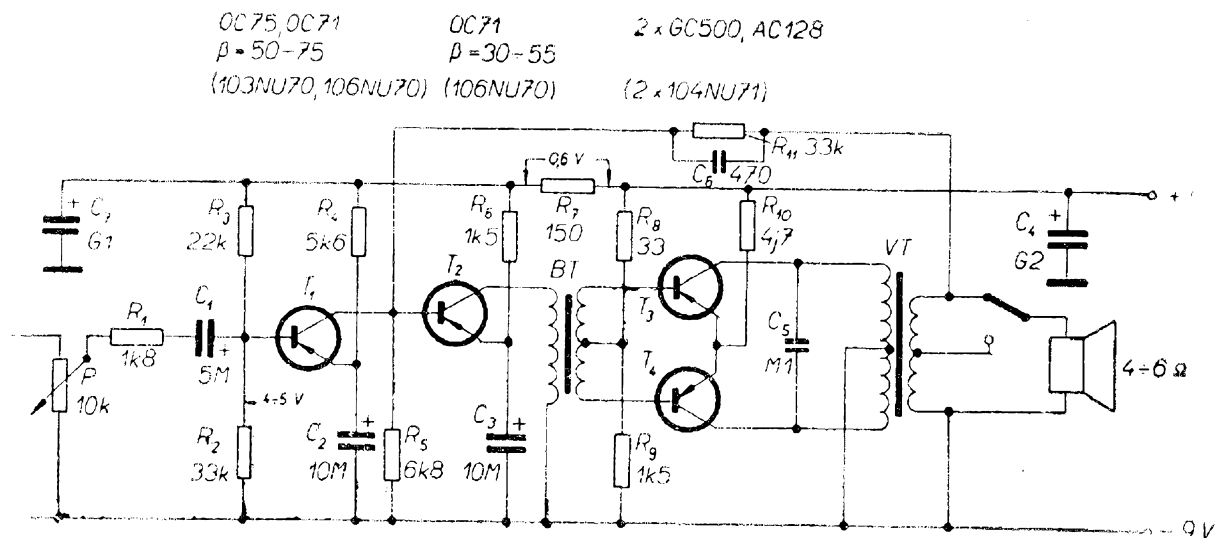 OC75, OC71
β = 50÷75
(103NU70, 106NU70)
OC71
β = 30÷55
(106NU70)
2 x GC500, AC128
(2 x 104NU71)
R11 33k
C6 470
0,6 V
+
C7
G1
R3
22k
R4
5k6
R6
1k5
R7
150
R8
33
R10
4j7
C4
G2
T1
T2
BT
T3
T4
VT
C5
M1
R1
1k8
C1
5M
P
10k
4÷5 V
R2
33k
C2
10M
R5
6k8
C3
10M
R9
1k5
4÷6 Ω
- 9V